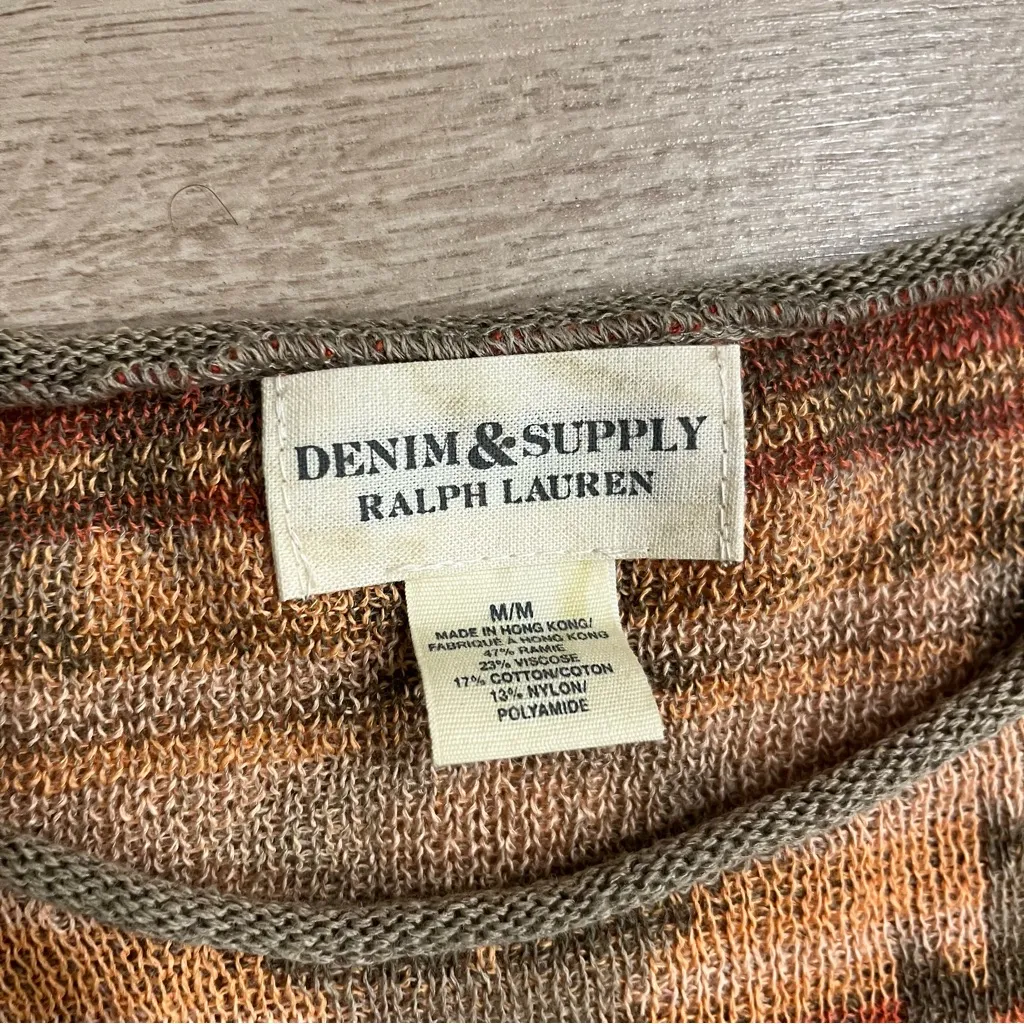 DENIM & SUPPLY
RALPH LAUREN
M/M
MADE IN HONG KONG/
FABRIQUÉ À HONG KONG
47% RAMIE
23% VISCOSE
17% COTTON/COTON
13% NYLON/
POLYAMIDE